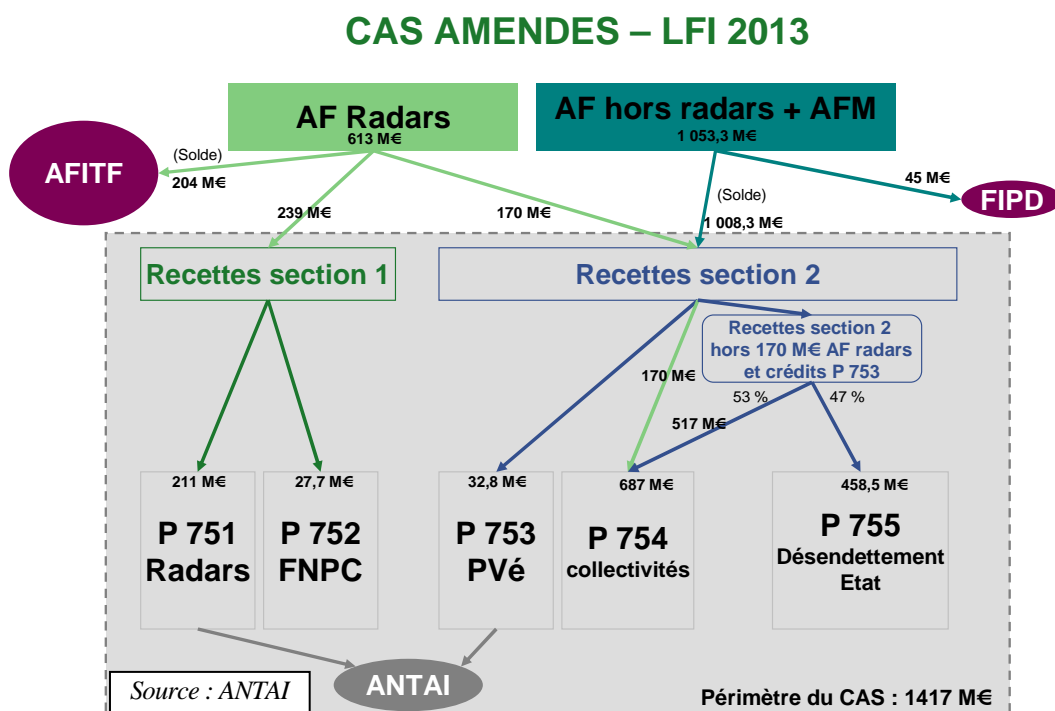 CAS AMENDES – LFI 2013
AF Radars
613 M€
AF hors radars + AFM
1 053,3 M€
AFITF
(Solde)
204 M€
45 M€
FIPD
239 M€
170 M€
(Solde)
1 008,3 M€
Recettes section 1
Recettes section 2
Recettes section 2
hors 170 M€ AF radars
et crédits P 753
170 M€
53 %
47 %
517 M€
211 M€
P 751
Radars
27,7 M€
P 752
FNPC
32,8 M€
P 753
PVé
687 M€
P 754
collectivités
458,5 M€
P 755
Désendettement
Etat
ANTAI
Source : ANTAI
Périmètre du CAS : 1417 M€